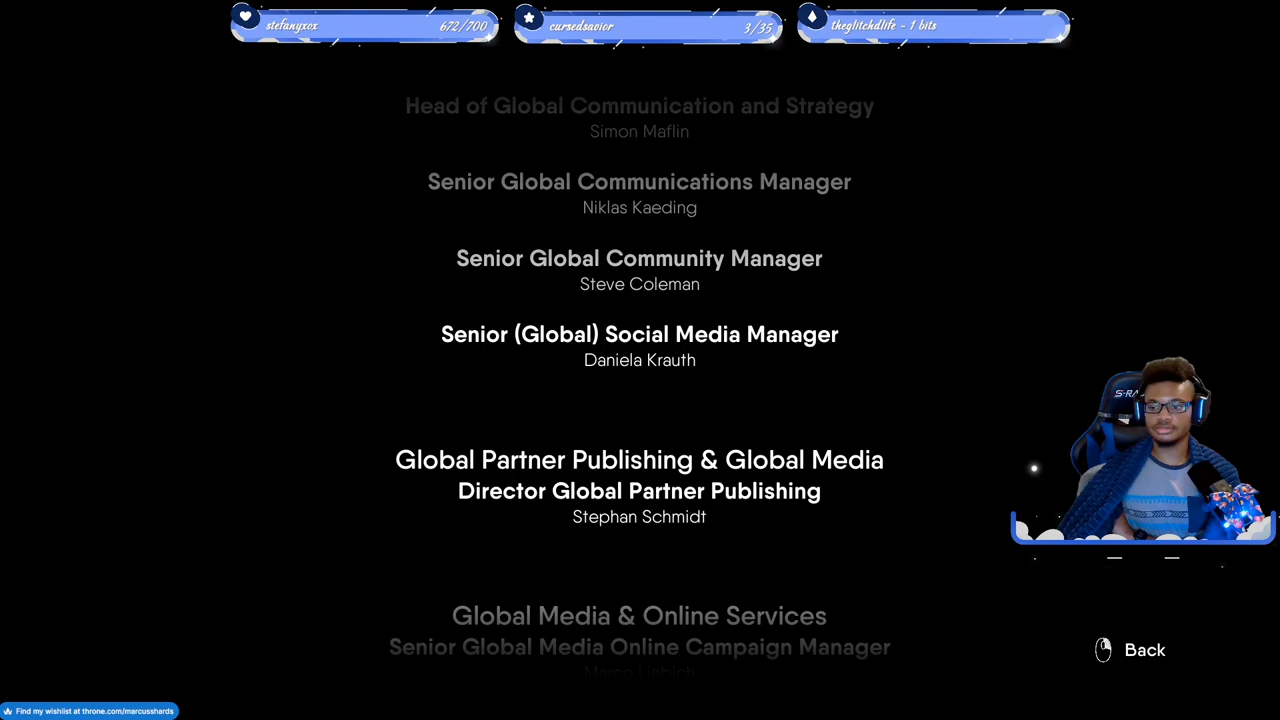 stefanyxox 672/700
cursedsavior 3/35
theglitchdlife - 1 bits
Head of Global Communication and Strategy
Simon Maflin
Senior Global Communications Manager
Niklas Kaeding
Senior Global Community Manager
Steve Coleman
Senior (Global) Social Media Manager
Daniela Krauth
Global Partner Publishing & Global Media
Director Global Partner Publishing
Stephan Schmidt
Global Media & Online Services
Senior Global Media Online Campaign Manager
Marco Liebich
Back
Find my wishlist at throne.com/marcusshards